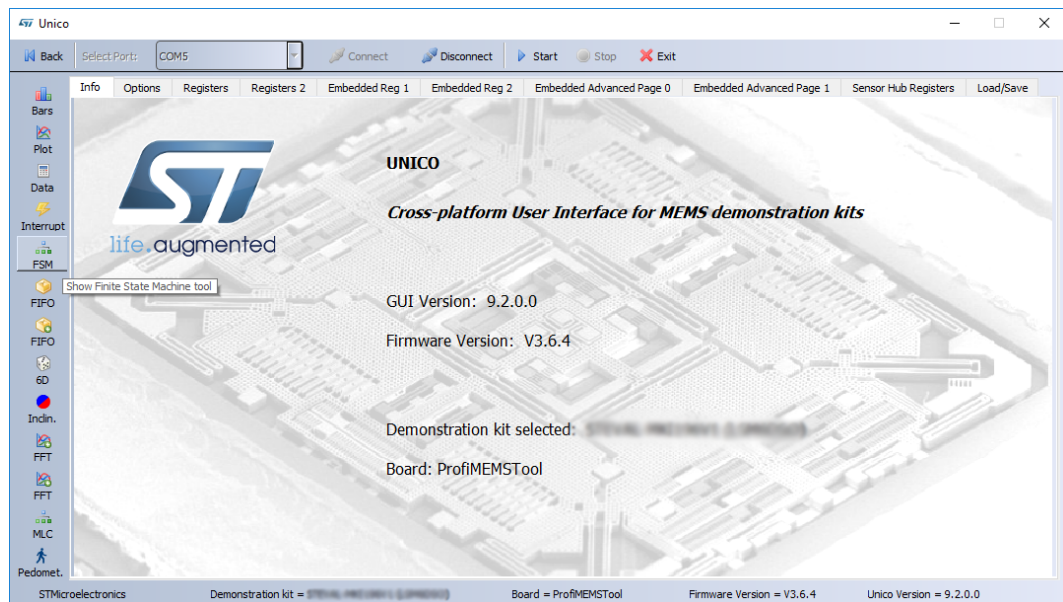 Unico
Back Select Port: COM5 Connect Disconnect Start Stop Exit
Info Options Registers Registers 2 Embedded Reg 1 Embedded Reg 2 Embedded Advanced Page 0 Embedded Advanced Page 1 Sensor Hub Registers Load/Save
Bars
Plot
Data
Interrupt
FSM
Show Finite State Machine tool
FIFO
FIFO
6D
Inclin.
FFT
FFT
MLC
Pedomet.
ST
life.augmented
UNICO
Cross-platform User Interface for MEMS demonstration kits
GUI Version: 9.2.0.0
Firmware Version: V3.6.4
Demonstration kit selected:
Board: ProfiMEMSTool
STMicroelectronics Demonstration kit = Board = ProfiMEMSTool Firmware Version = V3.6.4 Unico Version = 9.2.0.0